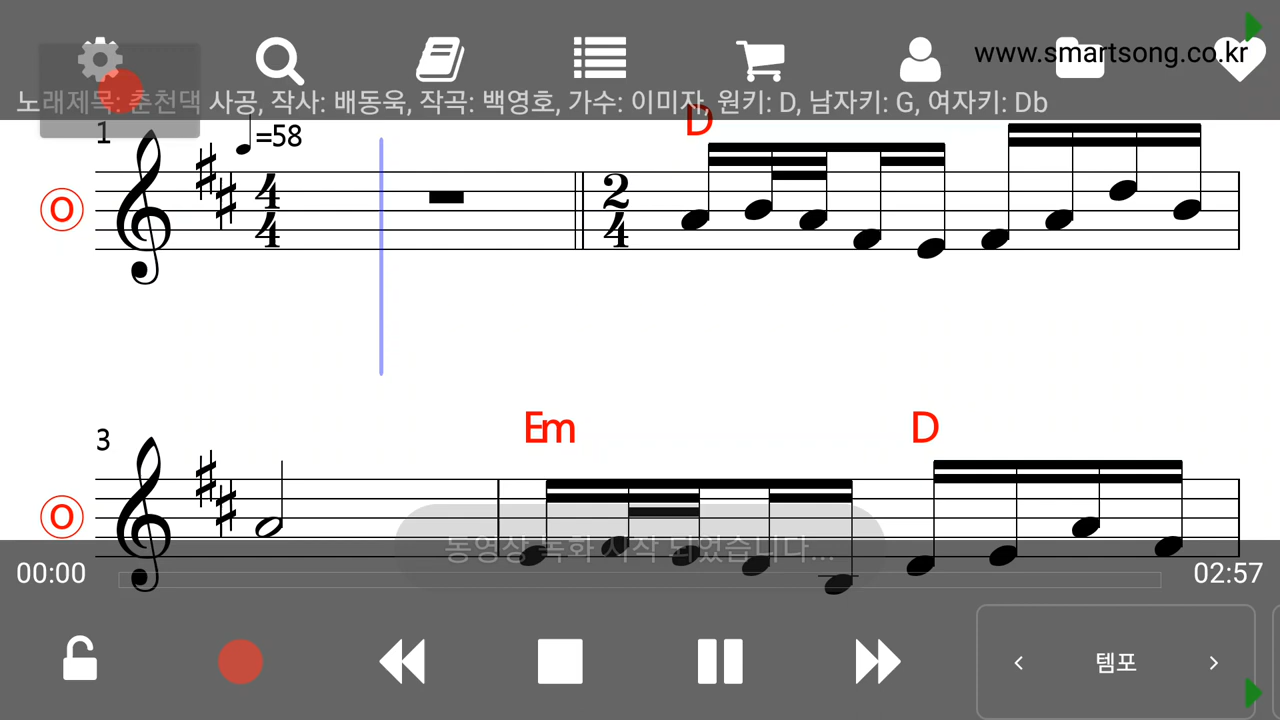 www.smartsong.co.kr
노래제목: 춘천댁 사공, 작사: 배동욱, 작곡: 백영호, 가수: 이미자, 원키: D, 남자키: G, 여자키: Db
1
=58
D
O
4
4
2
4
3
Em
D
O
동영상 녹화 시작 되었습니다...
00:00
02:57
< 템포 >